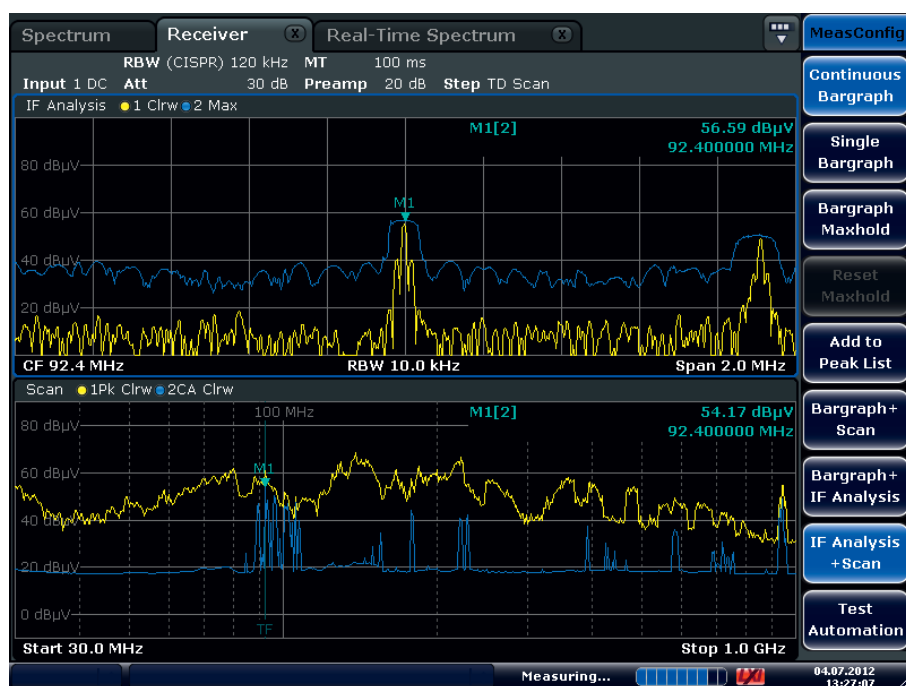 Spectrum Receiver X Real-Time Spectrum X
RBW (CISPR) 120 kHz MT 100 ms
Input 1 DC Att 30 dB Preamp 20 dB Step TD Scan
IF Analysis 1 Clrw 2 Max
M1[2] 56.59 dBµV
92.400000 MHz
80 dBµV
M1
60 dBµV
40 dBµV
20 dBµV
CF 92.4 MHz RBW 10.0 kHz Span 2.0 MHz
Scan 1Pk Clrw 2CA Clrw
100 MHz M1[2] 54.17 dBµV
80 dBµV 92.400000 MHz
60 dBµV M1
40 dBµV
20 dBµV
0 dBµV
TF
Start 30.0 MHz Stop 1.0 GHz
Measuring... LXI 04.07.2012
13:27:07
MeasConfig
Continuous
Bargraph
Single
Bargraph
Bargraph
Maxhold
Reset
Maxhold
Add to
Peak List
Bargraph+
Scan
Bargraph+
IF Analysis
IF Analysis
+Scan
Test
Automation